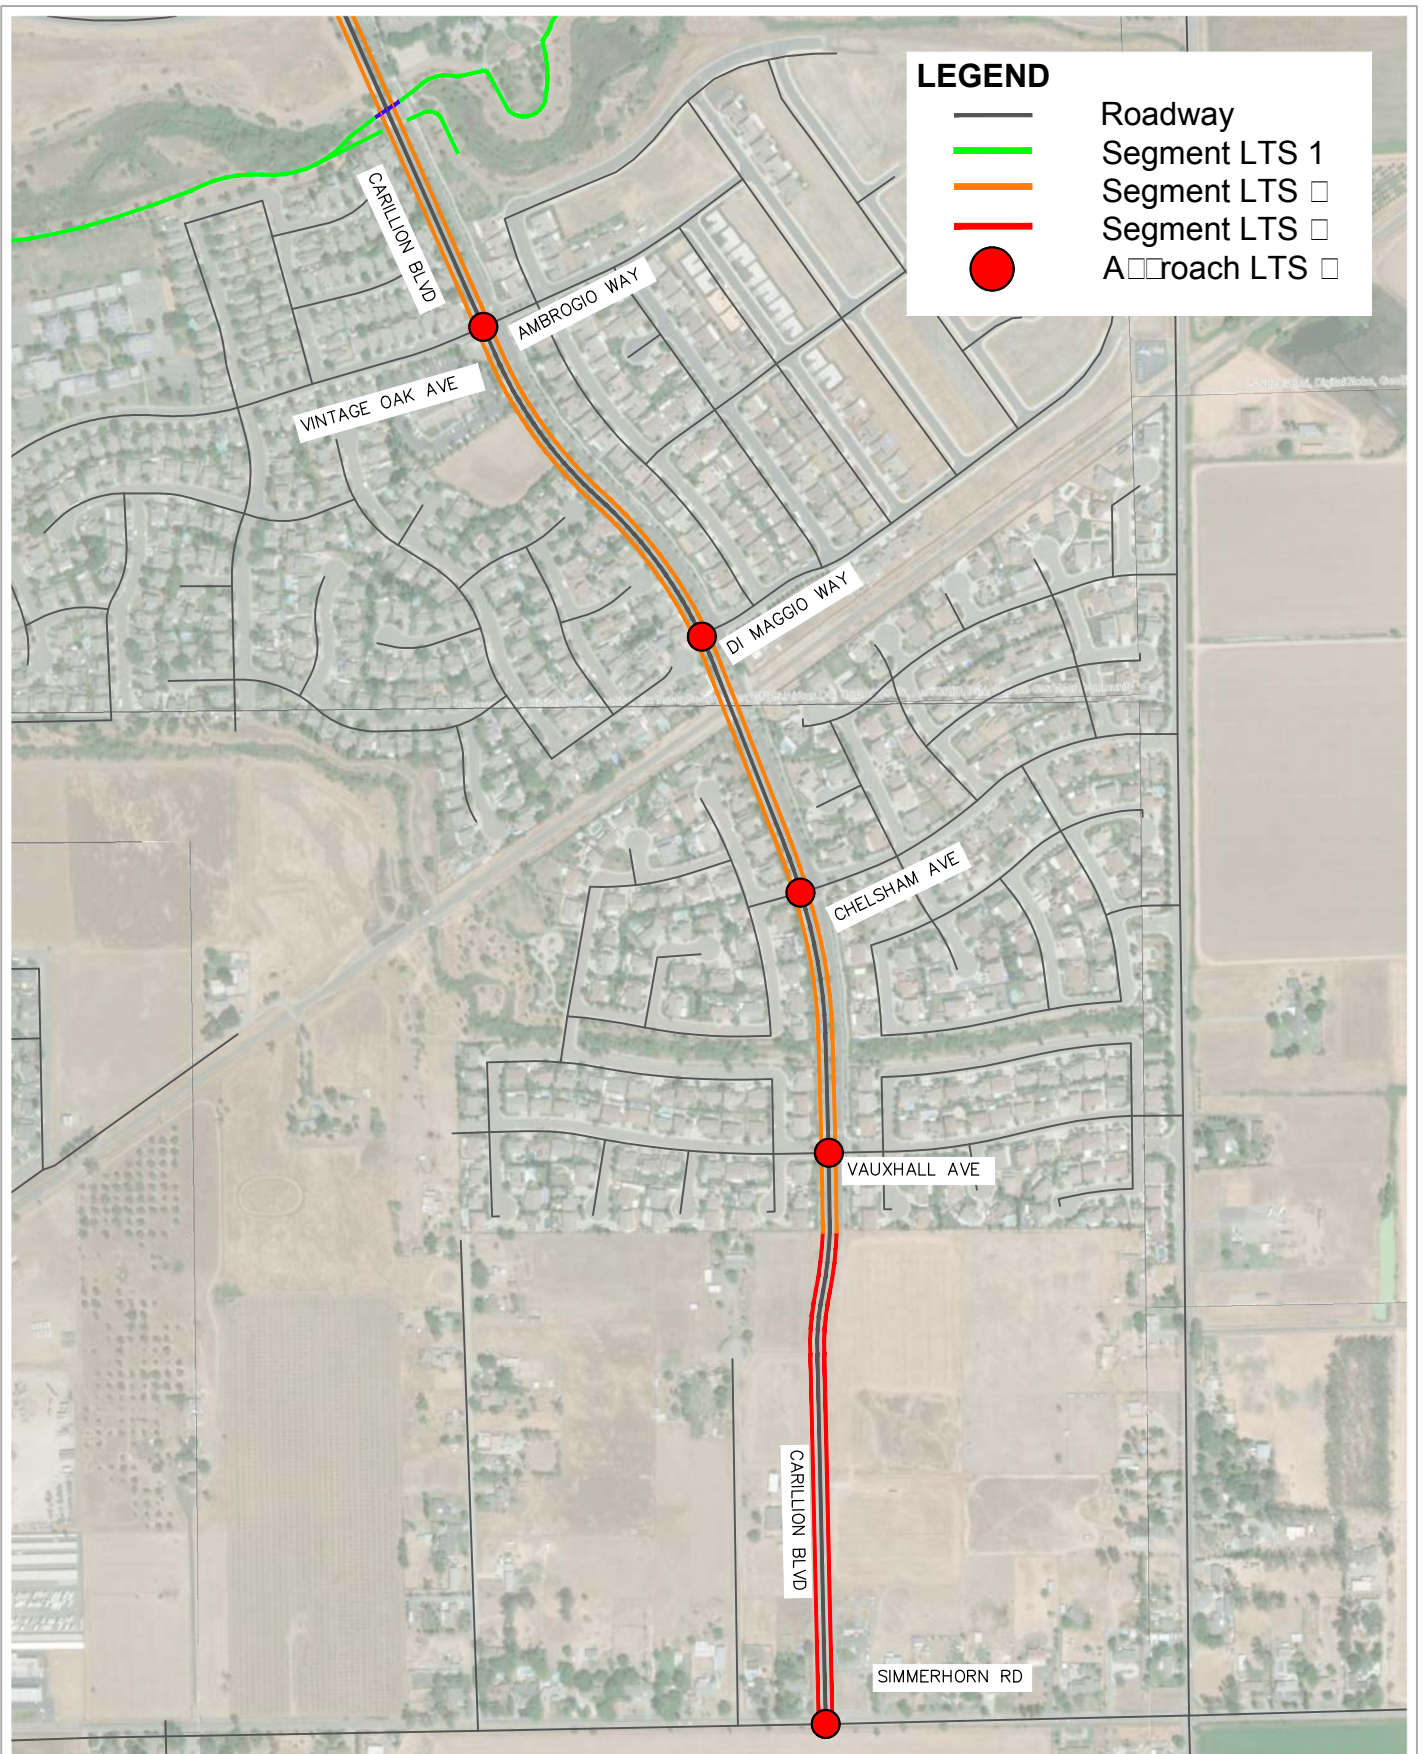 LEGEND
Roadway
Segment LTS 1
Segment LTS □
Segment LTS □
A□□roach LTS □
CARILLION BLVD
AMBROGIO WAY
VINTAGE OAK AVE
DI MAGGIO WAY
CHELSHAM AVE
VAUXHALL AVE
CARILLION BLVD
SIMMERHORN RD